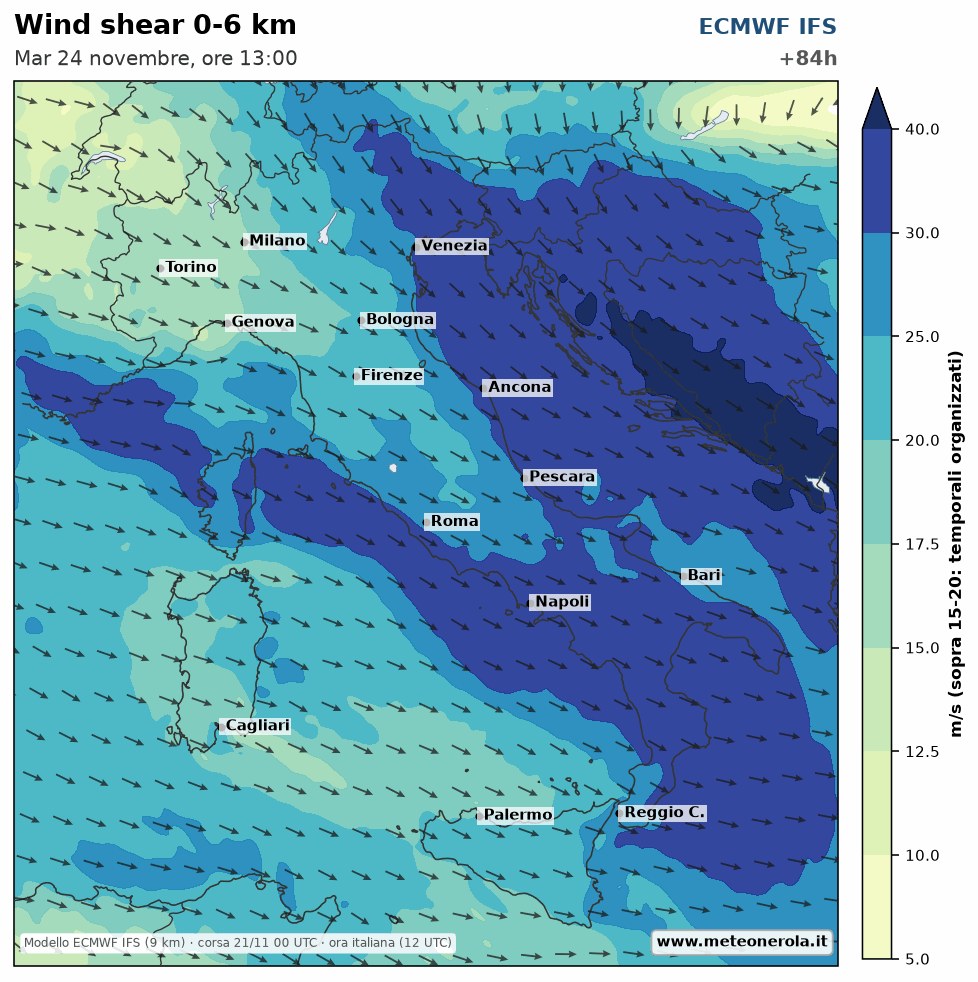 Wind shear 0-6 km
ECMWF IFS
Mar 24 novembre, ore 13:00
+84h
Milano
Venezia
Torino
Genova
Bologna
Firenze
Ancona
Pescara
Roma
Bari
Napoli
Cagliari
Palermo
Reggio C.
40.0
30.0
25.0
20.0
17.5
15.0
12.5
10.0
5.0
m/s (sopra 15-20: temporali organizzati)
Modello ECMWF IFS (9 km) · corsa 21/11 00 UTC · ora italiana (12 UTC)
www.meteonerola.it